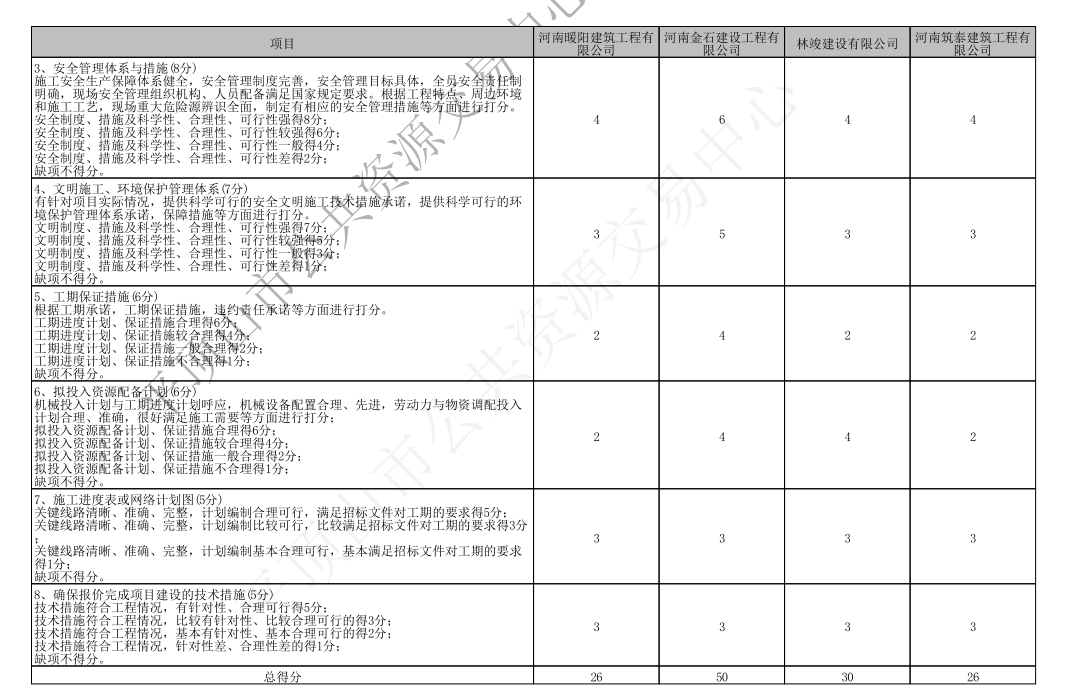 项目
河南暖阳建筑工程有限公司
河南金石建设工程有限公司
林竣建设有限公司
河南筑泰建筑工程有限公司
3、安全管理体系与措施(8分)
施工安全生产保障体系健全，安全管理制度完善，安全管理目标具体，全员安全责任制
明确，现场安全管理组织机构、人员配备满足国家规定要求。根据工程特点、周边环境
和施工工艺，现场重大危险源辨识全面，制定有相应的安全管理措施等方面进行打分。
安全制度、措施及科学性、合理性、可行性强得8分；
安全制度、措施及科学性、合理性、可行性较强得6分；
安全制度、措施及科学性、合理性、可行性一般得4分；
安全制度、措施及科学性、合理性、可行性差得2分；
缺项不得分。
4 6 4 4
4、文明施工、环境保护管理体系(7分)
有针对项目实际情况，提供科学可行的安全文明施工技术措施承诺，提供科学可行的环
境保护管理体系承诺，保障措施等方面进行打分。
文明制度、措施及科学性、合理性、可行性强得7分；
文明制度、措施及科学性、合理性、可行性较强得5分；
文明制度、措施及科学性、合理性、可行性一般得3分；
文明制度、措施及科学性、合理性、可行性差得1分；
缺项不得分。
3 5 3 3
5、工期保证措施(6分)
根据工期承诺，工期保证措施，违约责任承诺等方面进行打分。
工期进度计划、保证措施合理得6分；
工期进度计划、保证措施较合理得4分；
工期进度计划、保证措施一般合理得2分；
工期进度计划、保证措施不合理得1分；
缺项不得分。
2 4 2 2
6、拟投入资源配备计划(6分)
机械投入计划与工期进度计划呼应，机械设备配置合理、先进，劳动力与物资调配投入
计划合理、准确，很好满足施工需要等方面进行打分；
拟投入资源配备计划、保证措施合理得6分；
拟投入资源配备计划、保证措施较合理得4分；
拟投入资源配备计划、保证措施一般合理得2分；
拟投入资源配备计划、保证措施不合理得1分；
缺项不得分。
2 4 4 2
7、施工进度表或网络计划图(5分)
关键线路清晰、准确、完整，计划编制合理可行，满足招标文件对工期的要求得5分；
关键线路清晰、准确、完整，计划编制比较可行，比较满足招标文件对工期的要求得3分
；
关键线路清晰、准确、完整，计划编制基本合理可行，基本满足招标文件对工期的要求
得1分；
缺项不得分。
3 3 3 3
8、确保报价完成项目建设的技术措施(5分)
技术措施符合工程情况，有针对性、合理可行得5分；
技术措施符合工程情况，比较有针对性、比较合理可行的得3分；
技术措施符合工程情况，基本有针对性、基本合理可行的得2分；
技术措施符合工程情况，针对性差、合理性差的得1分；
缺项不得分。
3 3 3 3
总得分 26 50 30 26
平顶山市公共资源交易中心
平顶山市公共资源交易中心